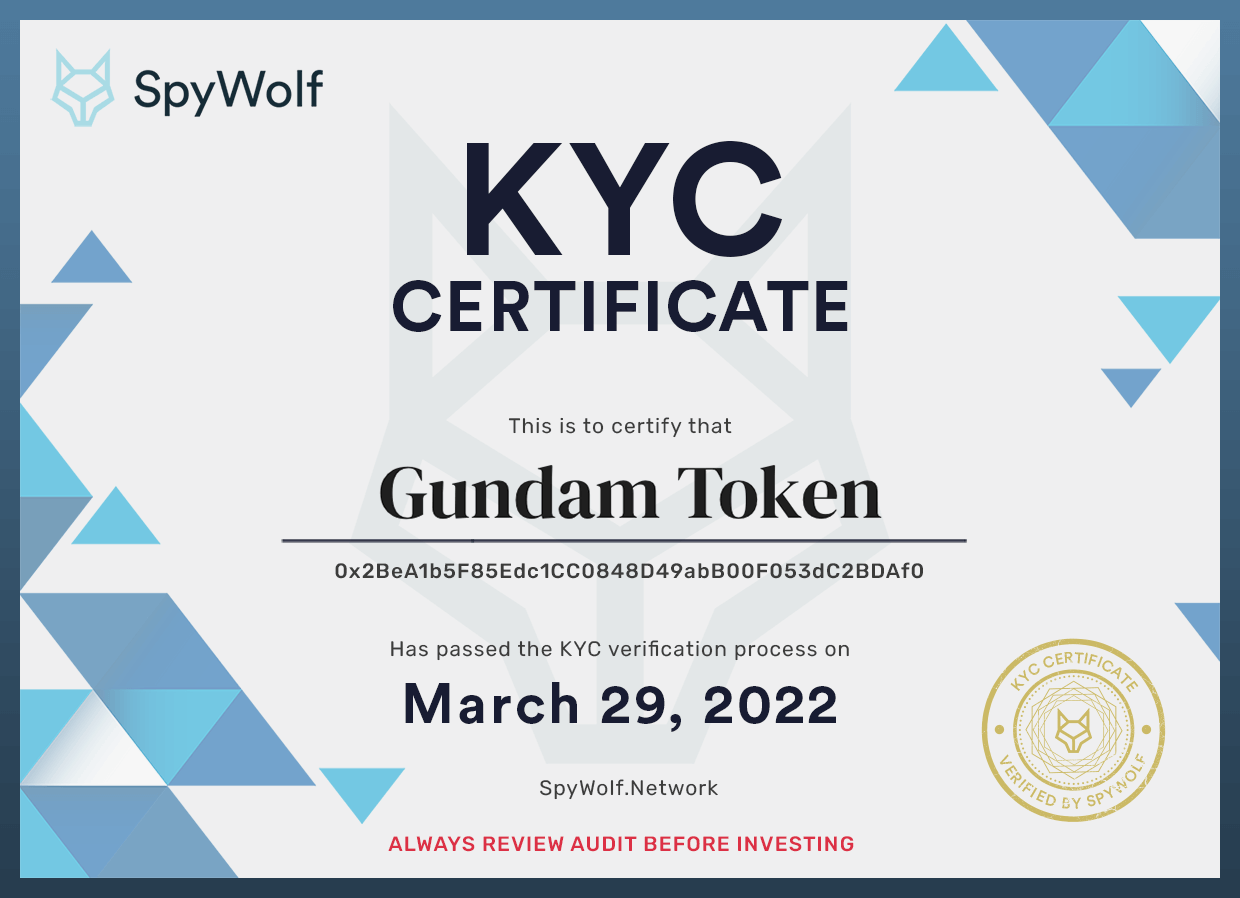 SpyWolf
KYC
CERTIFICATE
This is to certify that
Gundam Token
0x2BeA1b5F85Edc1CC0848D49abB00F053dC2BDAf0
Has passed the KYC verification process on
March 29, 2022
KYC CERTIFICATE
VERIFIED BY SPYWOLF
SpyWolf.Network
ALWAYS REVIEW AUDIT BEFORE INVESTING